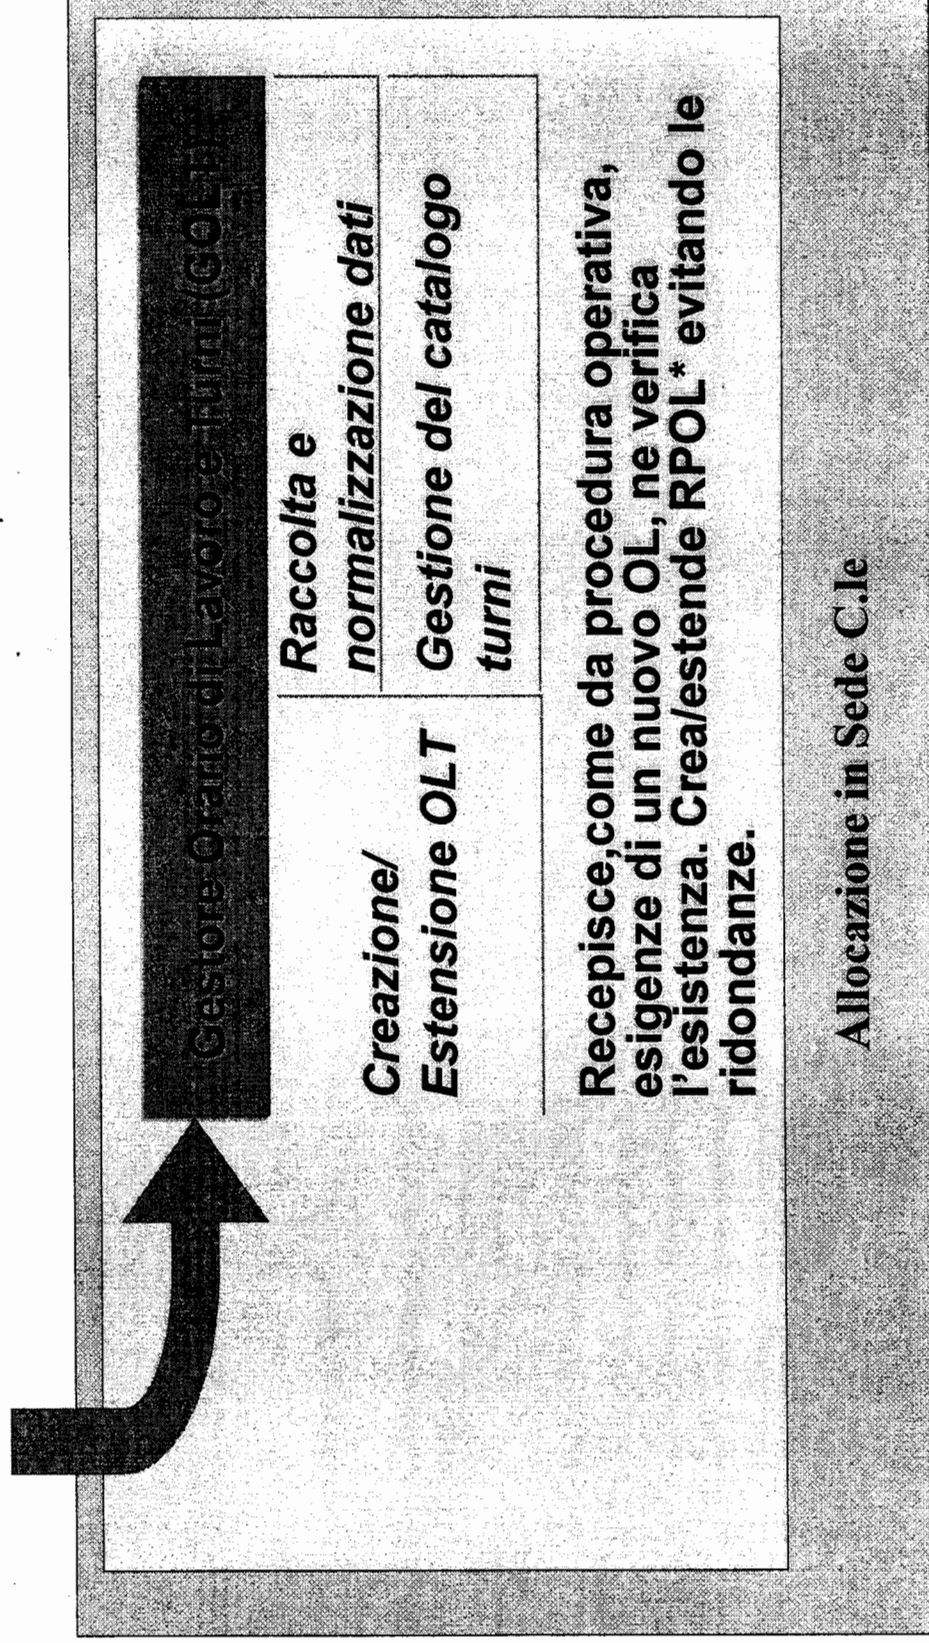 Gestore Orario di Lavoro e Turni (GOLT)
Creazione/
Estensione OLT
Raccolta e
normalizzazione dati
Gestione del catalogo
turni
Recepisce,come da procedura operativa,
esigenze di un nuovo OL, ne verifica
l'esistenza. Crea/estende RPOL* evitando le
ridondanze.
Allocazione in Sede C.le